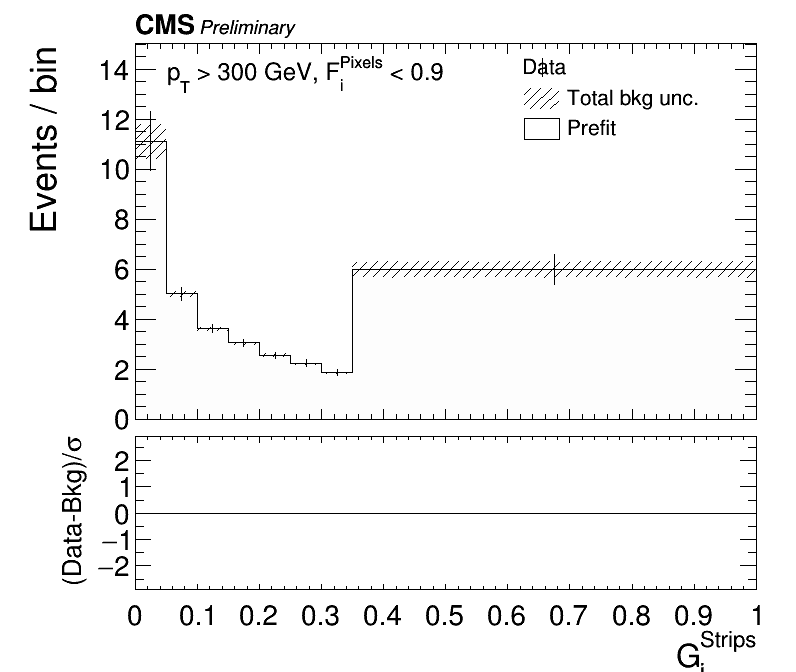 CMS Preliminary
p_T > 300 GeV, F_i^Pixels < 0.9
Data
Total bkg unc.
Prefit
Events / bin
14
12
10
8
6
4
2
0
(Data-Bkg)/σ
2
1
0
−1
−2
0 0.1 0.2 0.3 0.4 0.5 0.6 0.7 0.8 0.9 1
G_i^Strips